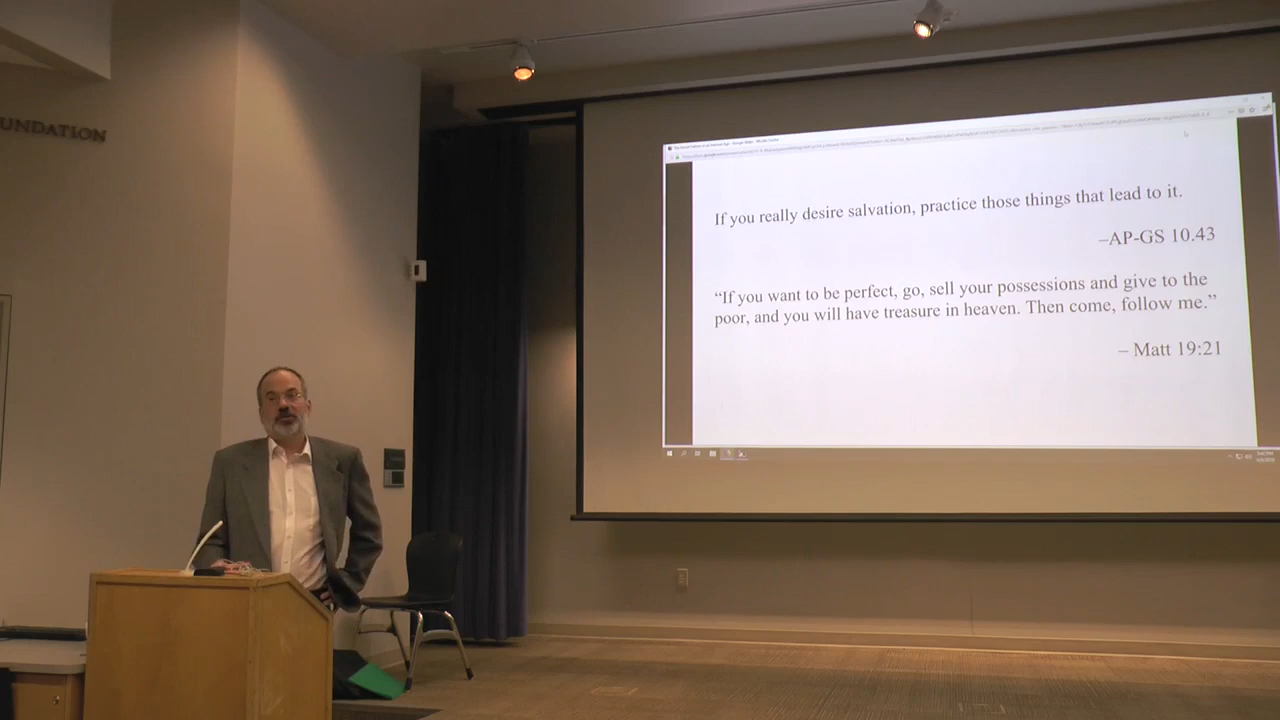 UNDATION
If you really desire salvation, practice those things that lead to it.
–AP-GS 10.43
“If you want to be perfect, go, sell your possessions and give to the
poor, and you will have treasure in heaven. Then come, follow me.”
– Matt 19:21